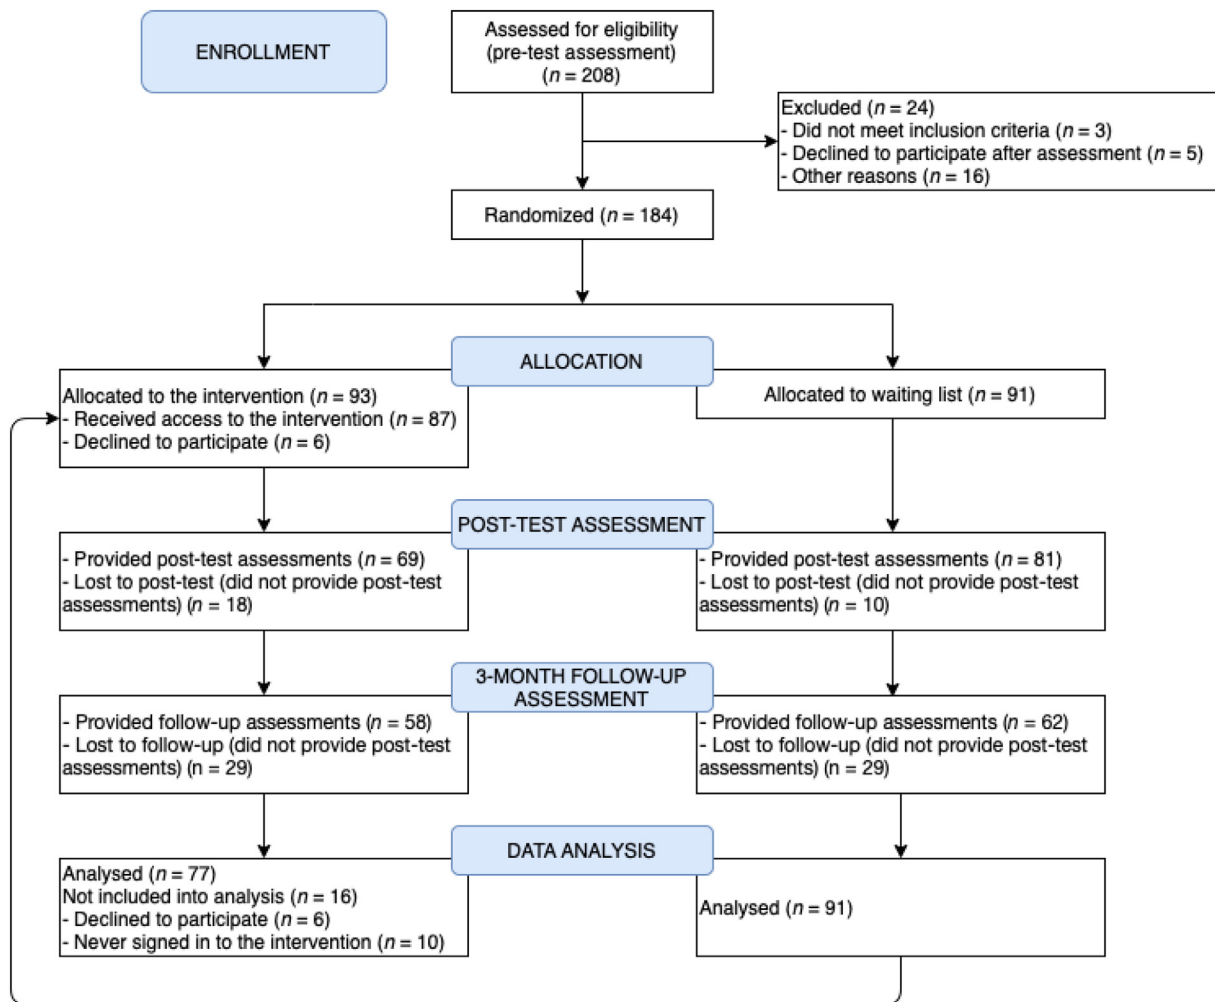 ENROLLMENT
Assessed for eligibility
(pre-test assessment)
(n = 208)
Excluded (n = 24)
- Did not meet inclusion criteria (n = 3)
- Declined to participate after assessment (n = 5)
- Other reasons (n = 16)
Randomized (n = 184)
ALLOCATION
Allocated to the intervention (n = 93)
- Received access to the intervention (n = 87)
- Declined to participate (n = 6)
Allocated to waiting list (n = 91)
POST-TEST ASSESSMENT
- Provided post-test assessments (n = 69)
- Lost to post-test (did not provide post-test
assessments) (n = 18)
- Provided post-test assessments (n = 81)
- Lost to post-test (did not provide post-test
assessments) (n = 10)
3-MONTH FOLLOW-UP
ASSESSMENT
- Provided follow-up assessments (n = 58)
- Lost to follow-up (did not provide post-test
assessments) (n = 29)
- Provided follow-up assessments (n = 62)
- Lost to follow-up (did not provide post-test
assessments) (n = 29)
DATA ANALYSIS
Analysed (n = 77)
Not included into analysis (n = 16)
- Declined to participate (n = 6)
- Never signed in to the intervention (n = 10)
Analysed (n = 91)